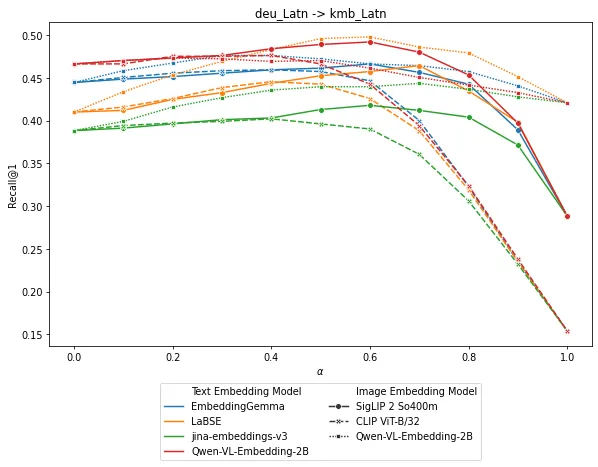 deu_Latn -> kmb_Latn
Recall@1
0.50
0.45
0.40
0.35
0.30
0.25
0.20
0.15
0.0
0.2
0.4
0.6
0.8
1.0
α
Text Embedding Model
EmbeddingGemma
LaBSE
jina-embeddings-v3
Qwen-VL-Embedding-2B
Image Embedding Model
SigLIP 2 So400m
CLIP ViT-B/32
Qwen-VL-Embedding-2B